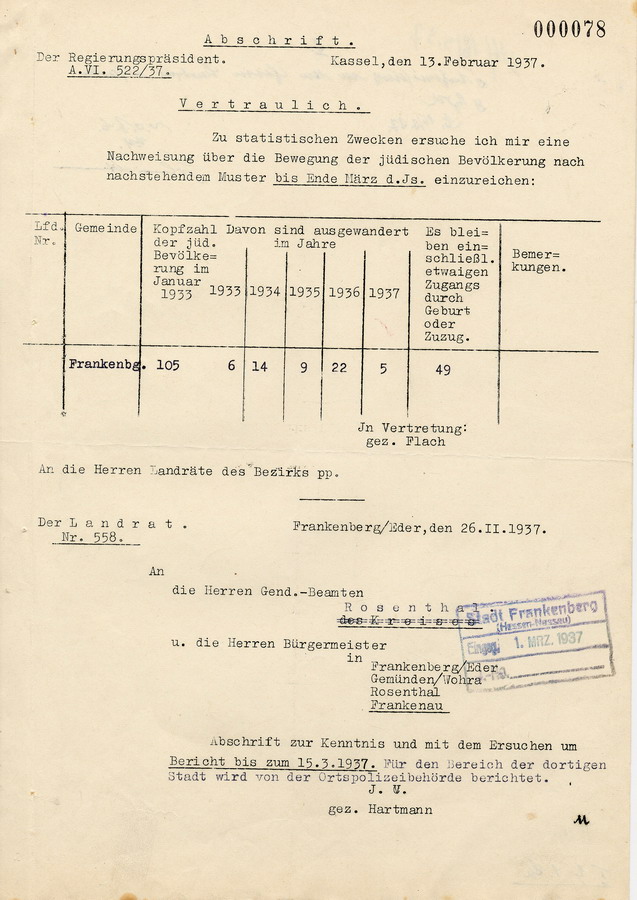 000078
A b s c h r i f t .
Der Regierungspräsident.
Kassel,den 13.Februar 1937.
A.VI. 522/37.
V e r t r a u l i c h .
Zu statistischen Zwecken ersuche ich mir eine
Nachweisung über die Bewegung der jüdischen Bevölkerung nach
nachstehendem Muster bis Ende März d.Js. einzureichen:
Lfd.
Nr.
Gemeinde
Kopfzahl
der jüd.
Bevölke=
rung im
Januar
1933
Davon sind ausgewandert
im Jahre
1933 1934 1935 1936 1937
Es blei=
ben ein=
schließl.
etwaigen
Zugangs
durch
Geburt
oder
Zuzug.
Bemer=
kungen.
Frankenbg. 105 6 14 9 22 5 49
Jn Vertretung:
gez. Flach
An die Herren Landräte des Bezirks pp.
Der L a n d r a t .
Nr. 558.
Frankenberg/Eder,den 26.II.1937.
An
die Herren Gend.-Beamten
R o s e n t h a l .
des K r e i s e s
u. die Herren Bürgermeister
in
Frankenberg/Eder
Gemünden/Wohra
Rosenthal
Frankenau
Stadt Frankenberg
(Hessen-Nassau)
Eingeg. 1. MRZ. 1937
Abschrift zur Kenntnis und mit dem Ersuchen um
Bericht bis zum 15.3.1937. Für den Bereich der dortigen
Stadt wird von der Ortspolizeibehörde berichtet.
J. V.
gez. Hartmann